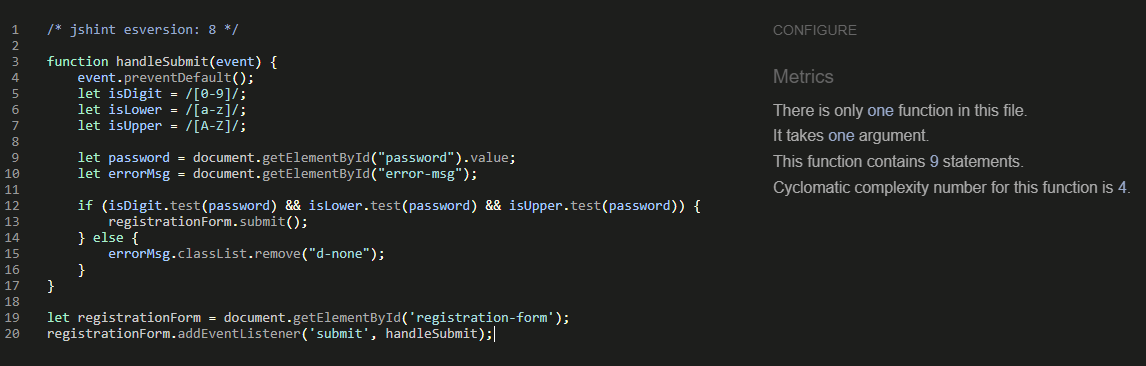 1 /* jshint esversion: 8 */
2
3 function handleSubmit(event) {
4     event.preventDefault();
5     let isDigit = /[0-9]/;
6     let isLower = /[a-z]/;
7     let isUpper = /[A-Z]/;
8
9     let password = document.getElementById("password").value;
10     let errorMsg = document.getElementById("error-msg");
11
12     if (isDigit.test(password) && isLower.test(password) && isUpper.test(password)) {
13         registrationForm.submit();
14     } else {
15         errorMsg.classList.remove("d-none");
16     }
17 }
18
19 let registrationForm = document.getElementById('registration-form');
20 registrationForm.addEventListener('submit', handleSubmit);
CONFIGURE
Metrics
There is only one function in this file.
It takes one argument.
This function contains 9 statements.
Cyclomatic complexity number for this function is 4.